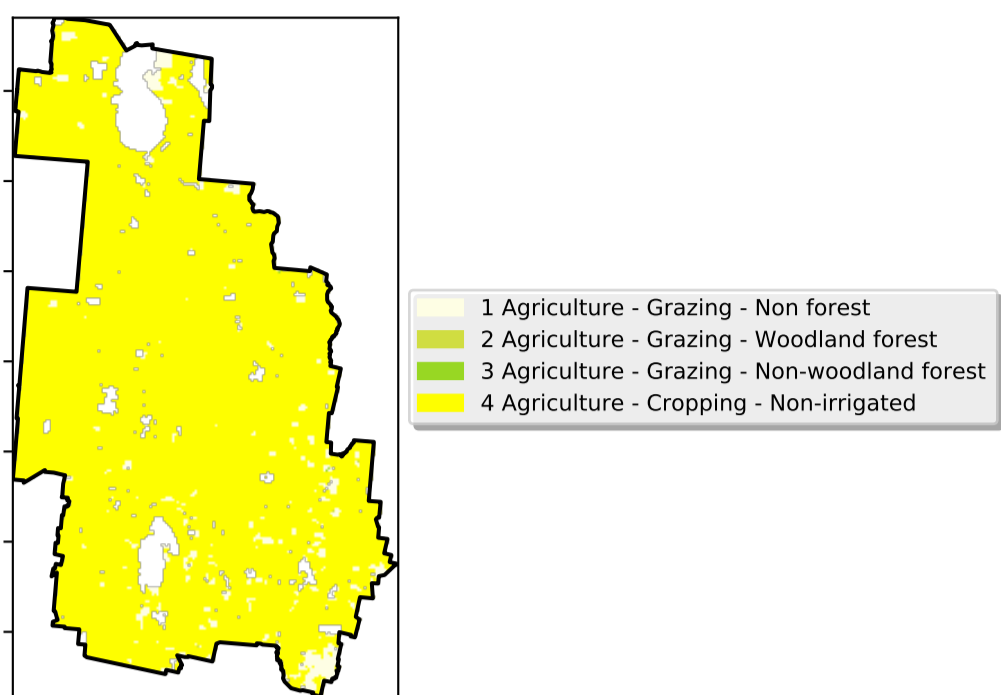 1 Agriculture - Grazing - Non forest
2 Agriculture - Grazing - Woodland forest
3 Agriculture - Grazing - Non-woodland forest
4 Agriculture - Cropping - Non-irrigated